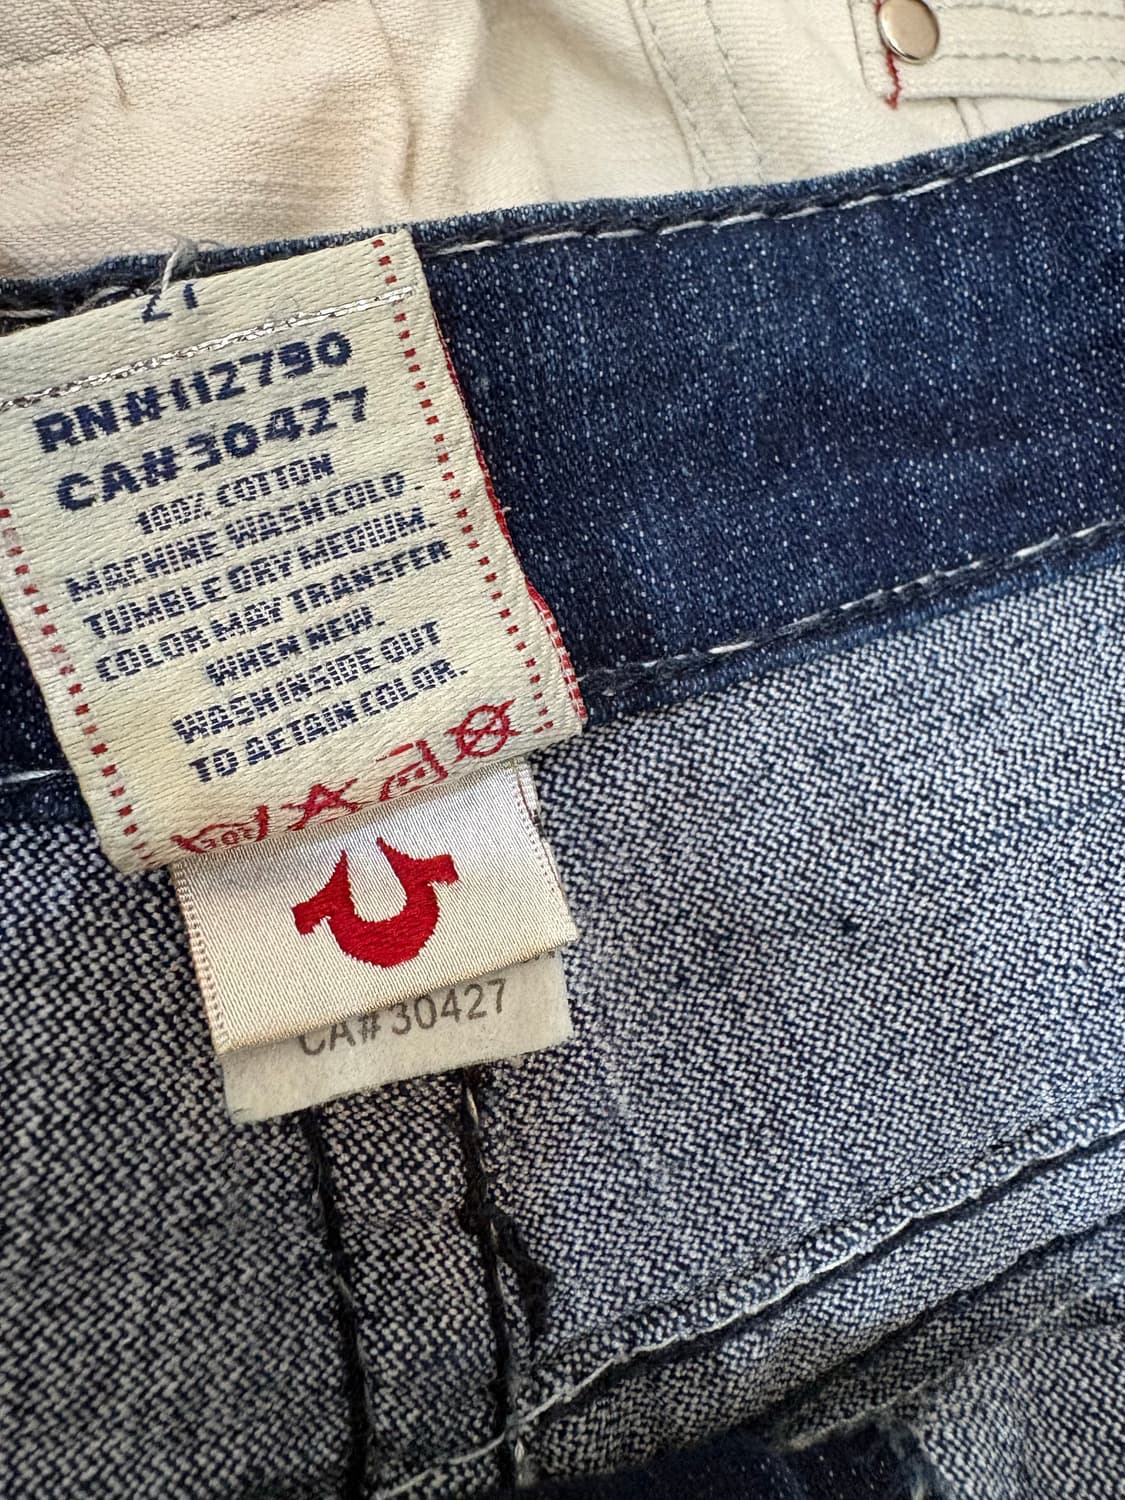 27
RN#112790
CA#30427
100% COTTON
MACHINE WASH COLD.
TUMBLE DRY MEDIUM.
COLOR MAY TRANSFER
WHEN NEW.
WASH INSIDE OUT
TO RETAIN COLOR.
CA#30427